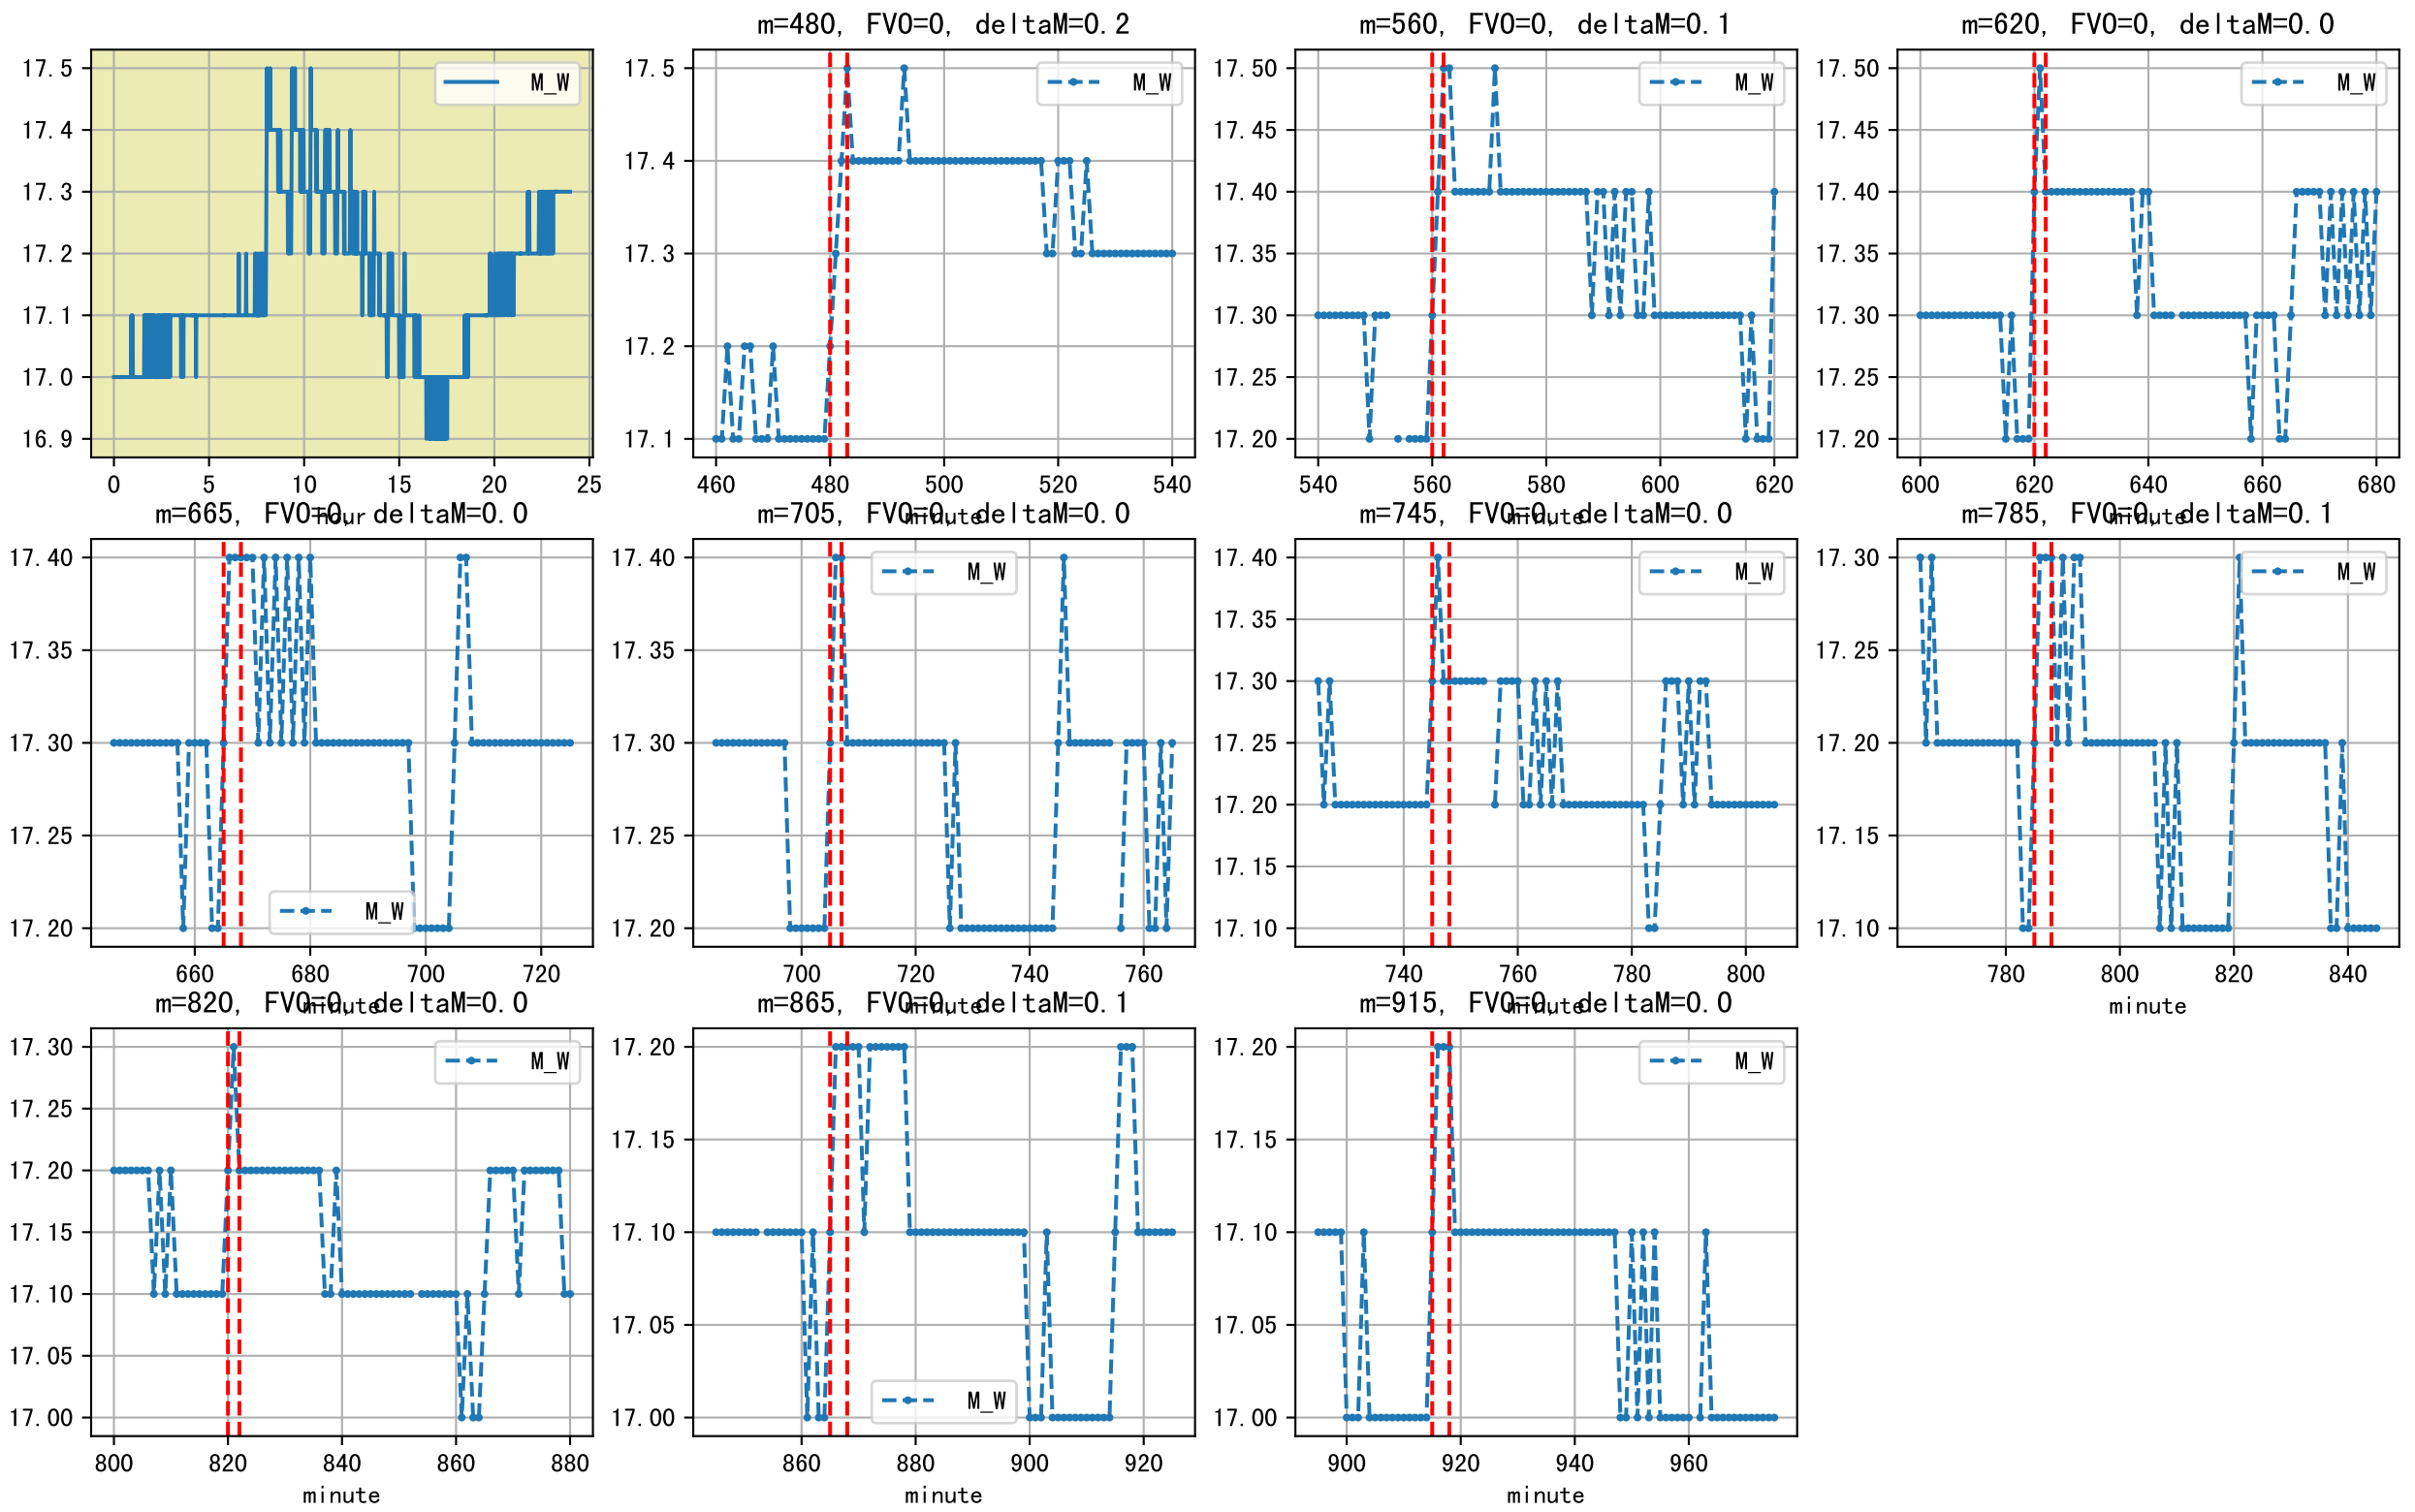 17.5
17.4
17.3
17.2
17.1
17.0
16.9
M_W
0 5 10 15 20 25
hour
m=480, FVO=0, deltaM=0.2
17.5
17.4
17.3
17.2
17.1
M_W
460 480 500 520 540
minute
m=560, FVO=0, deltaM=0.1
17.50
17.45
17.40
17.35
17.30
17.25
17.20
M_W
540 560 580 600 620
minute
m=620, FVO=0, deltaM=0.0
17.50
17.45
17.40
17.35
17.30
17.25
17.20
M_W
600 620 640 660 680
minute
m=665, FVO=0, deltaM=0.0
17.40
17.35
17.30
17.25
17.20
M_W
660 680 700 720
minute
m=705, FVO=0, deltaM=0.0
17.40
17.35
17.30
17.25
17.20
M_W
700 720 740 760
minute
m=745, FVO=0, deltaM=0.0
17.40
17.35
17.30
17.25
17.20
17.15
17.10
M_W
740 760 780 800
minute
m=785, FVO=0, deltaM=0.1
17.30
17.25
17.20
17.15
17.10
M_W
780 800 820 840
minute
m=820, FVO=0, deltaM=0.0
17.30
17.25
17.20
17.15
17.10
17.05
17.00
M_W
800 820 840 860 880
minute
m=865, FVO=0, deltaM=0.1
17.20
17.15
17.10
17.05
17.00
M_W
860 880 900 920
minute
m=915, FVO=0, deltaM=0.0
17.20
17.15
17.10
17.05
17.00
M_W
900 920 940 960
minute